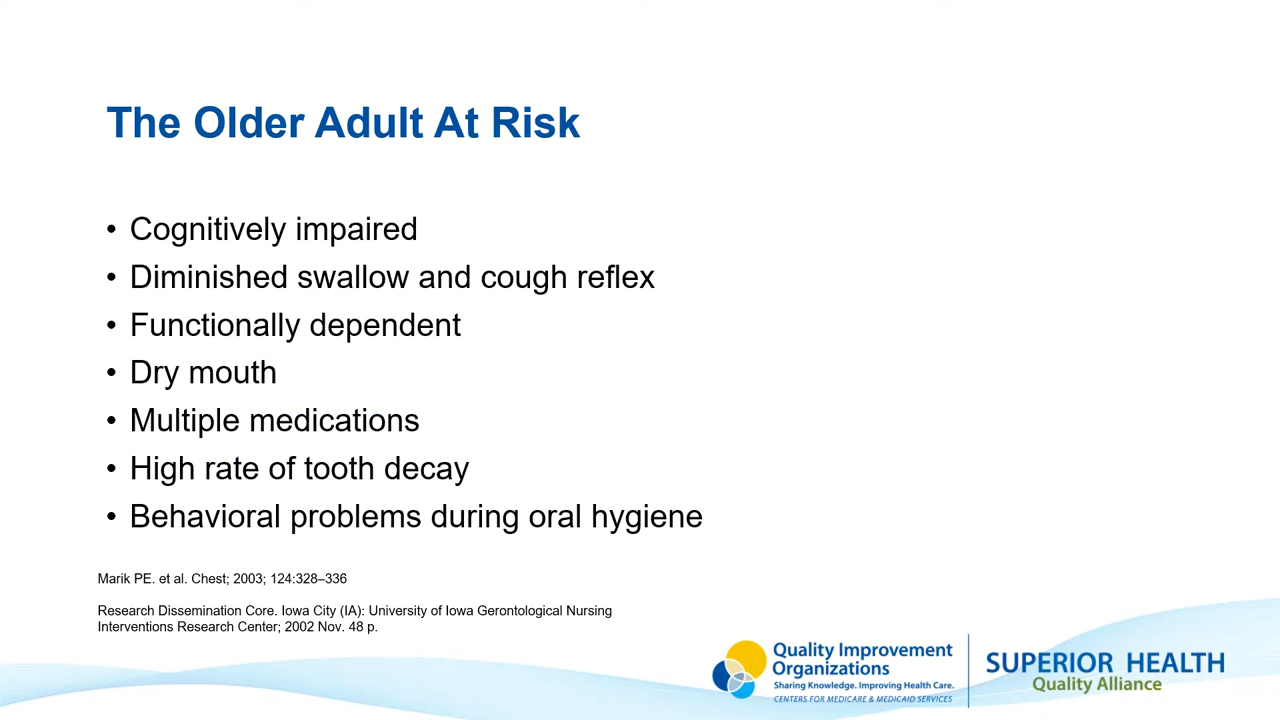 The Older Adult At Risk
• Cognitively impaired
• Diminished swallow and cough reflex
• Functionally dependent
• Dry mouth
• Multiple medications
• High rate of tooth decay
• Behavioral problems during oral hygiene
Marik PE. et al. Chest; 2003; 124:328–336
Research Dissemination Core. Iowa City (IA): University of Iowa Gerontological Nursing
Interventions Research Center; 2002 Nov. 48 p.
Quality Improvement
Organizations
Sharing Knowledge. Improving Health Care.
CENTERS FOR MEDICARE & MEDICAID SERVICES
SUPERIOR HEALTH
Quality Alliance